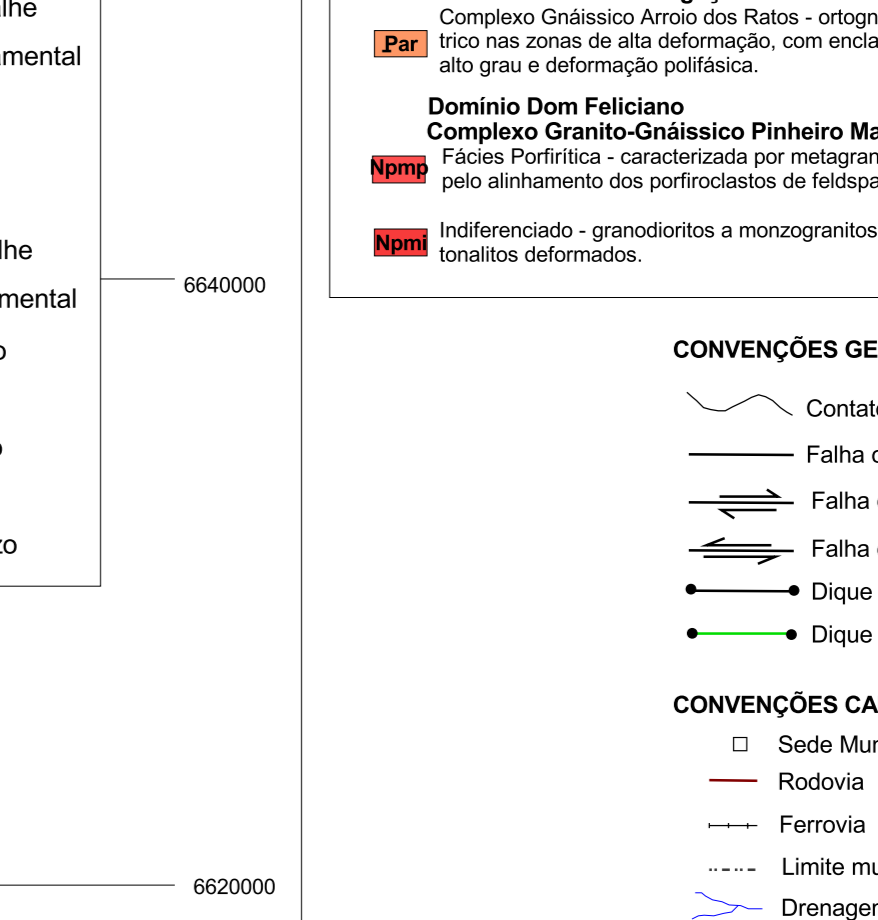 lhe
mental
lhe
mental
o
o
zo
6640000
6620000
Complexo Gnáissico Arroio dos Ratos - ortogn
Par
trico nas zonas de alta deformação, com encla
alto grau e deformação polifásica.
Domínio Dom Feliciano
Complexo Granito-Gnáissico Pinheiro Ma
Npmp
Fácies Porfirítica - caracterizada por metagran
pelo alinhamento dos porfiroclastos de feldspa
Npmi
Indiferenciado - granodioritos a monzogranitos
tonalitos deformados.
CONVENÇÕES GE
Contato
Falha
Falha
Falha
Dique
Dique
CONVENÇÕES CA
Sede Mun
Rodovia
Ferrovia
Limite mu
Drenagem